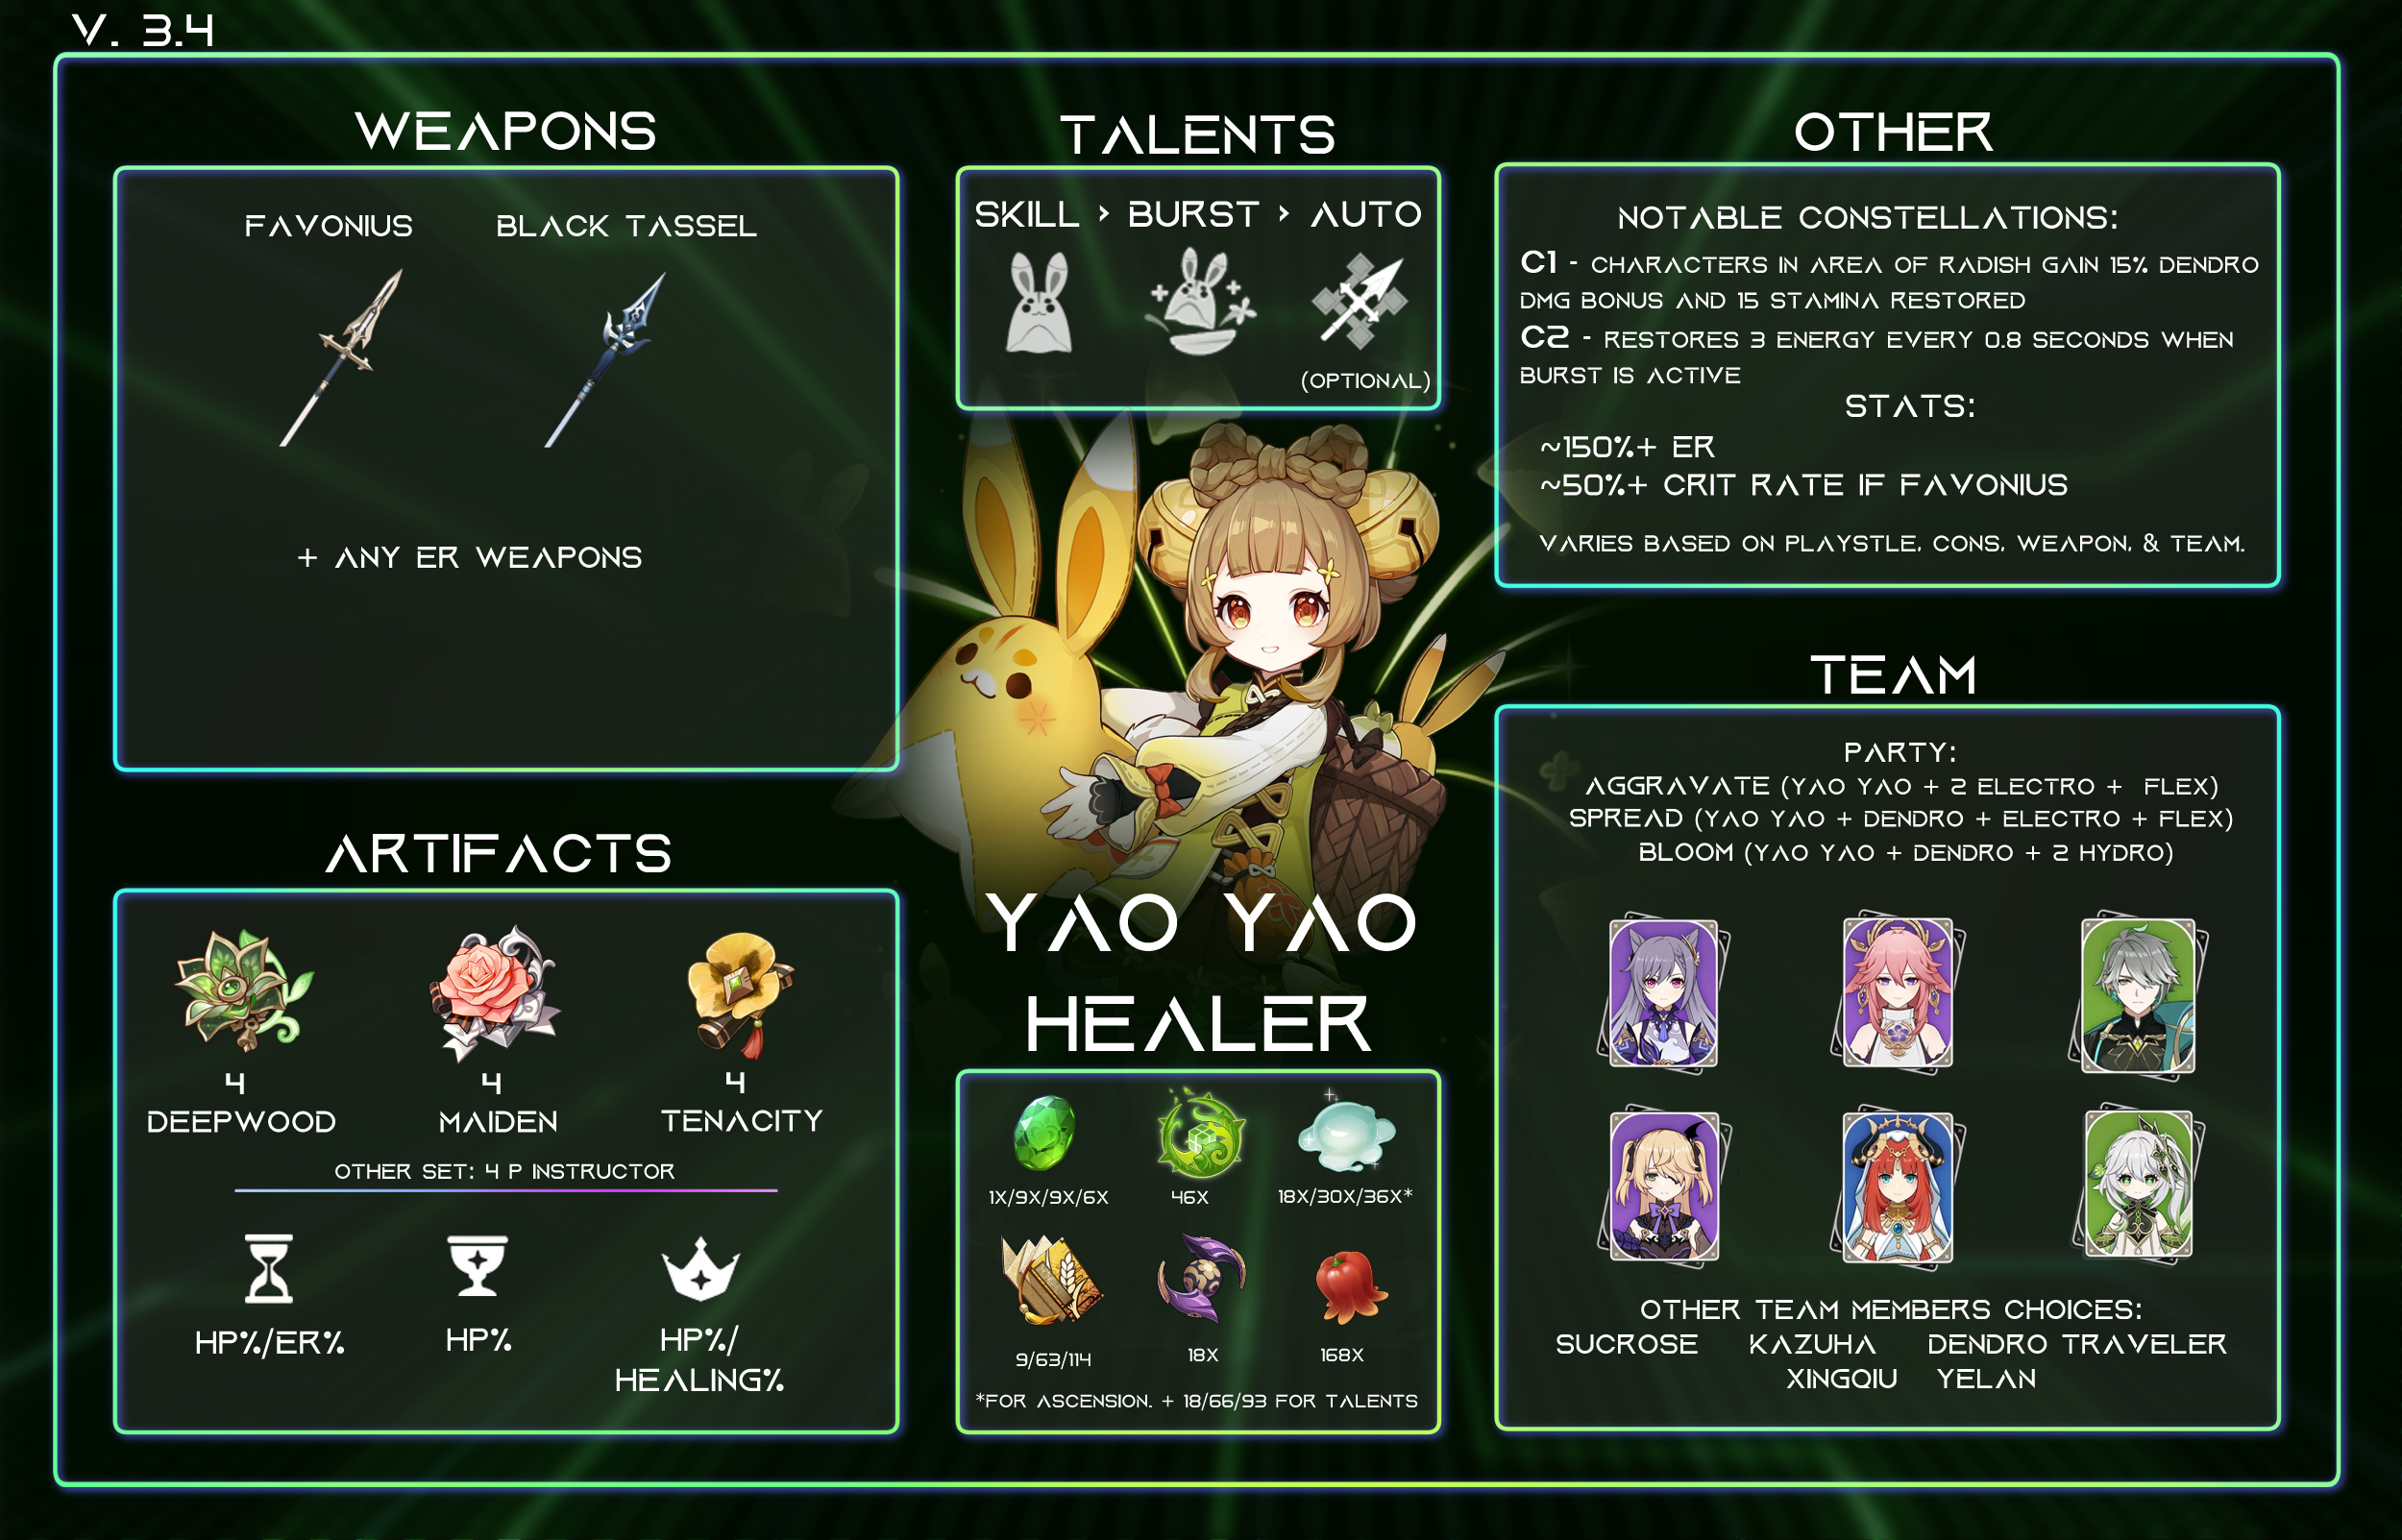 V. 3.4
WEAPONS
FAVONIUS
BLACK TASSEL
+ ANY ER WEAPONS
TALENTS
SKILL > BURST > AUTO
(OPTIONAL)
OTHER
NOTABLE CONSTELLATIONS:
C1 - CHARACTERS IN AREA OF RADISH GAIN 15% DENDRO
DMG BONUS AND 15 STAMINA RESTORED
C2 - RESTORES 3 ENERGY EVERY 0.8 SECONDS WHEN
BURST IS ACTIVE
STATS:
~150%+ ER
~50%+ CRIT RATE IF FAVONIUS
VARIES BASED ON PLAYSTLE, CONS, WEAPON, & TEAM.
ARTIFACTS
4
DEEPWOOD
4
MAIDEN
4
TENACITY
OTHER SET: 4 P INSTRUCTOR
HP%/ER%
HP%
HP%/
HEALING%
YAO YAO
HEALER
1X/9X/9X/6X
46X
18X/30X/36X*
9/63/114
18X
168X
*FOR ASCENSION. + 18/66/93 FOR TALENTS
TEAM
PARTY:
AGGRAVATE (YAO YAO + 2 ELECTRO + FLEX)
SPREAD (YAO YAO + DENDRO + ELECTRO + FLEX)
BLOOM (YAO YAO + DENDRO + 2 HYDRO)
OTHER TEAM MEMBERS CHOICES:
SUCROSE KAZUHA DENDRO TRAVELER
XINGQIU YELAN